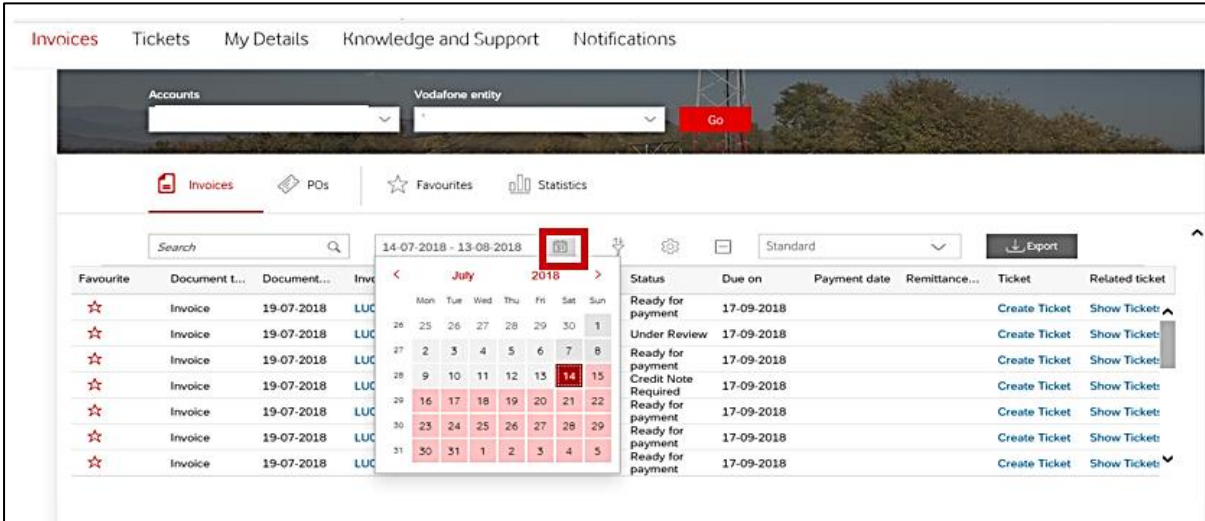 Invoices Tickets My Details Knowledge and Support Notifications
Accounts Vodafone entity
Go
Invoices POs Favourites Statistics
Search 14-07-2018 - 13-08-2018 Standard Export
Favourite Document t... Document... Status Due on Payment date Remittance... Ticket Related ticket
< July 2018 >
Mon Tue Wed Thu Fri Sat Sun
26 25 26 27 28 29 30 1
27 2 3 4 5 6 7 8
28 9 10 11 12 13 14 15
29 16 17 18 19 20 21 22
30 23 24 25 26 27 28 29
31 30 31 1 2 3 4 5
Invoice 19-07-2018 LUC Ready for payment 17-09-2018 Create Ticket Show Tickets
Invoice 19-07-2018 LUC Under Review 17-09-2018 Create Ticket Show Tickets
Invoice 19-07-2018 LUC Ready for payment 17-09-2018 Create Ticket Show Tickets
Invoice 19-07-2018 LUC Credit Note Required 17-09-2018 Create Ticket Show Tickets
Invoice 19-07-2018 LUC Ready for payment 17-09-2018 Create Ticket Show Tickets
Invoice 19-07-2018 LUC Ready for payment 17-09-2018 Create Ticket Show Tickets
Invoice 19-07-2018 LUC Ready for payment 17-09-2018 Create Ticket Show Tickets